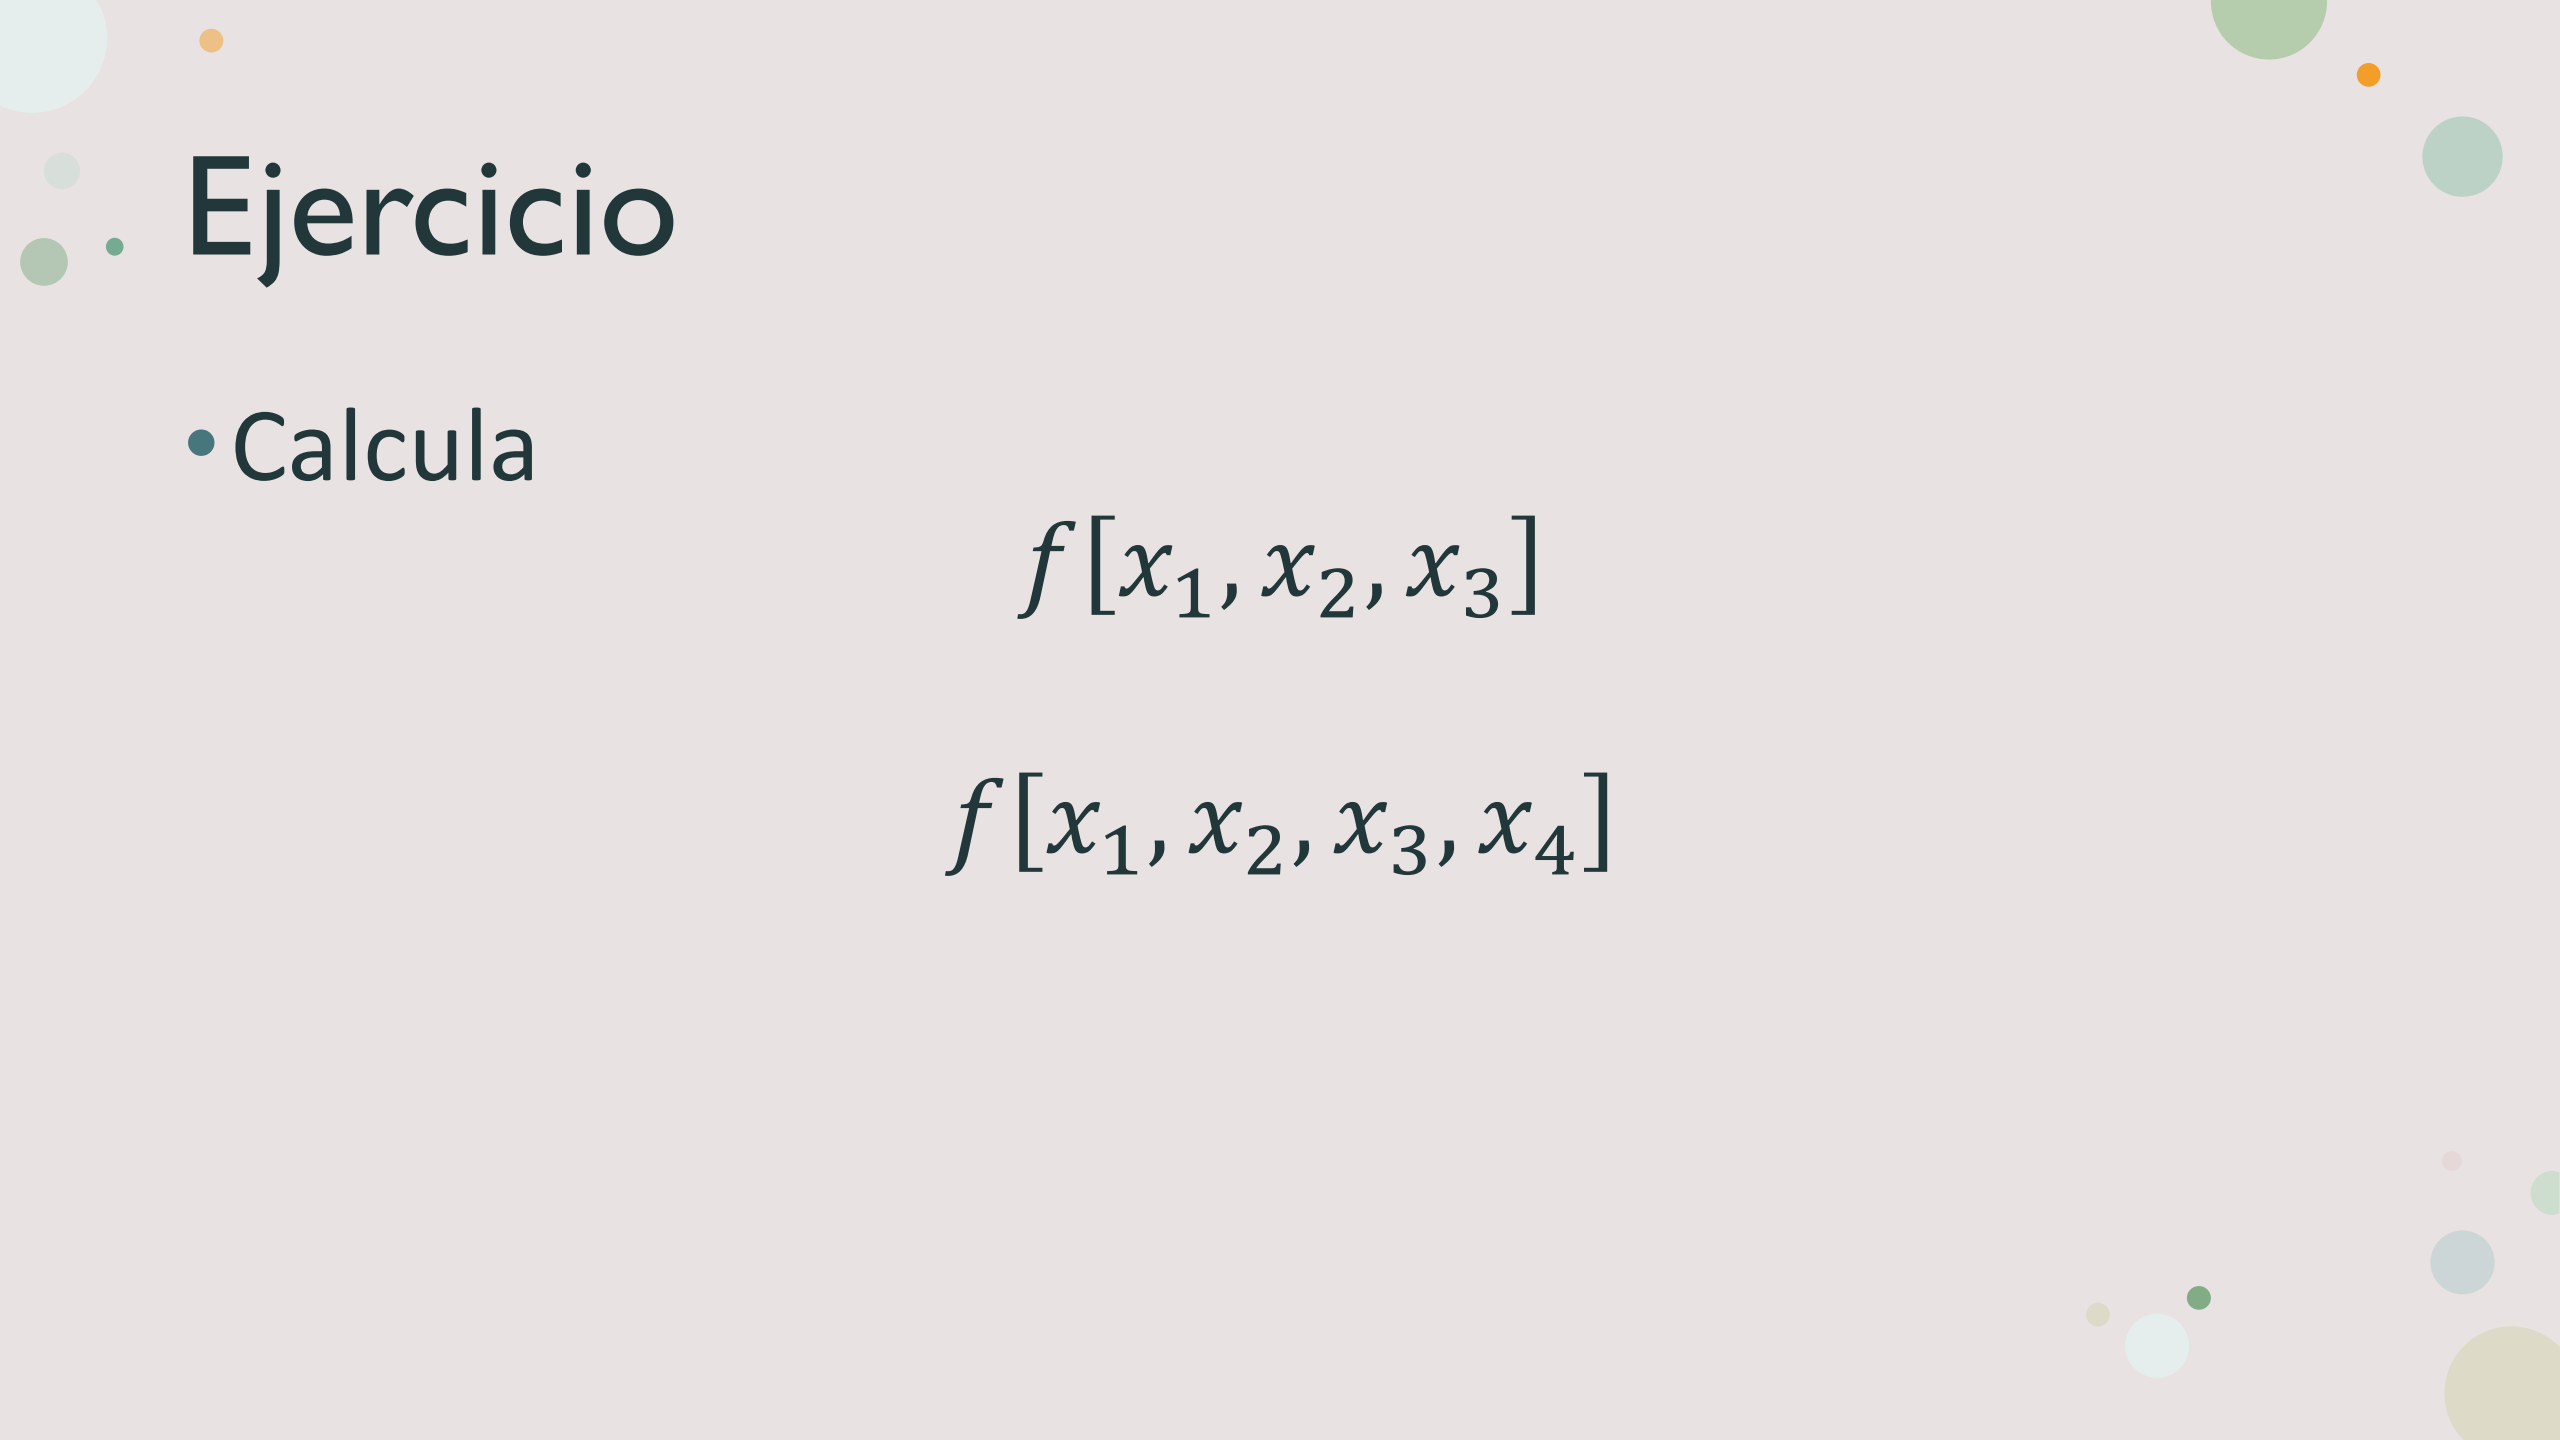 Ejercicio
• Calcula
f[x₁, x₂, x₃]
f[x₁, x₂, x₃, x₄]